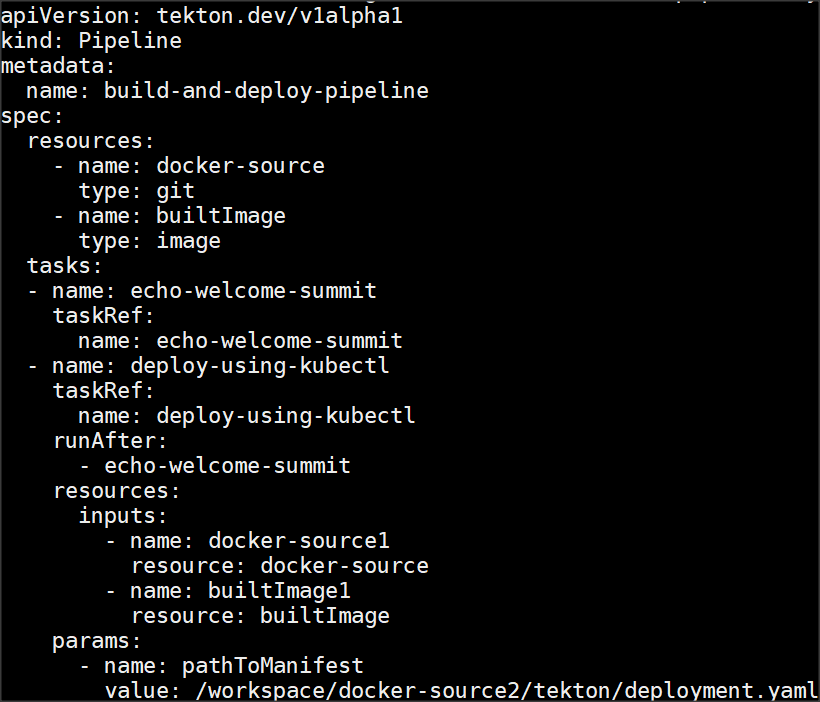 apiVersion: tekton.dev/v1alpha1
kind: Pipeline
metadata:
  name: build-and-deploy-pipeline
spec:
  resources:
    - name: docker-source
      type: git
    - name: builtImage
      type: image
  tasks:
  - name: echo-welcome-summit
    taskRef:
      name: echo-welcome-summit
  - name: deploy-using-kubectl
    taskRef:
      name: deploy-using-kubectl
    runAfter:
      - echo-welcome-summit
    resources:
      inputs:
        - name: docker-source1
          resource: docker-source
        - name: builtImage1
          resource: builtImage
    params:
      - name: pathToManifest
        value: /workspace/docker-source2/tekton/deployment.yaml